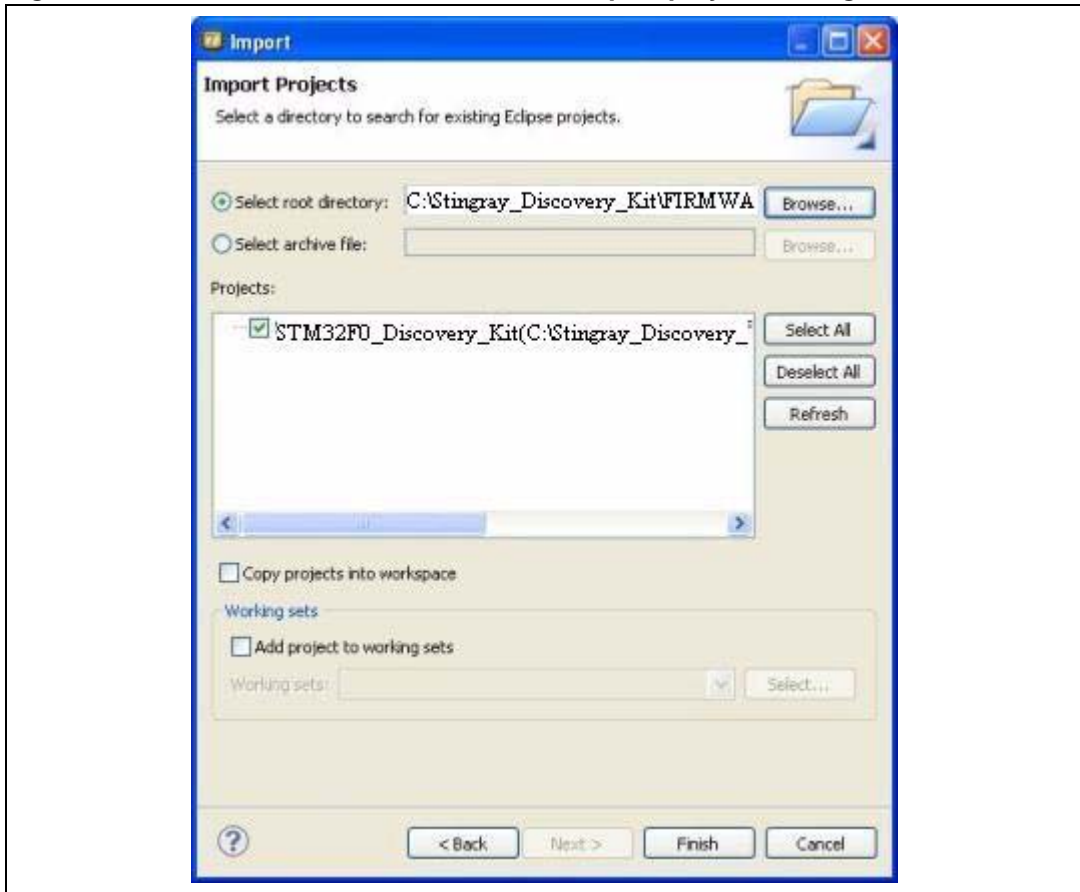 Import
Import Projects
Select a directory to search for existing Eclipse projects.
Select root directory: C:\Stingray_Discovery_Kit\FIRMWA Browse...
Select archive file: Browse...
Projects:
STM32F0_Discovery_Kit(C:\Stingray_Discovery_ Select All
Deselect All
Refresh
Copy projects into workspace
Working sets
Add project to working sets
Working sets: Select...
? < Back Next > Finish Cancel